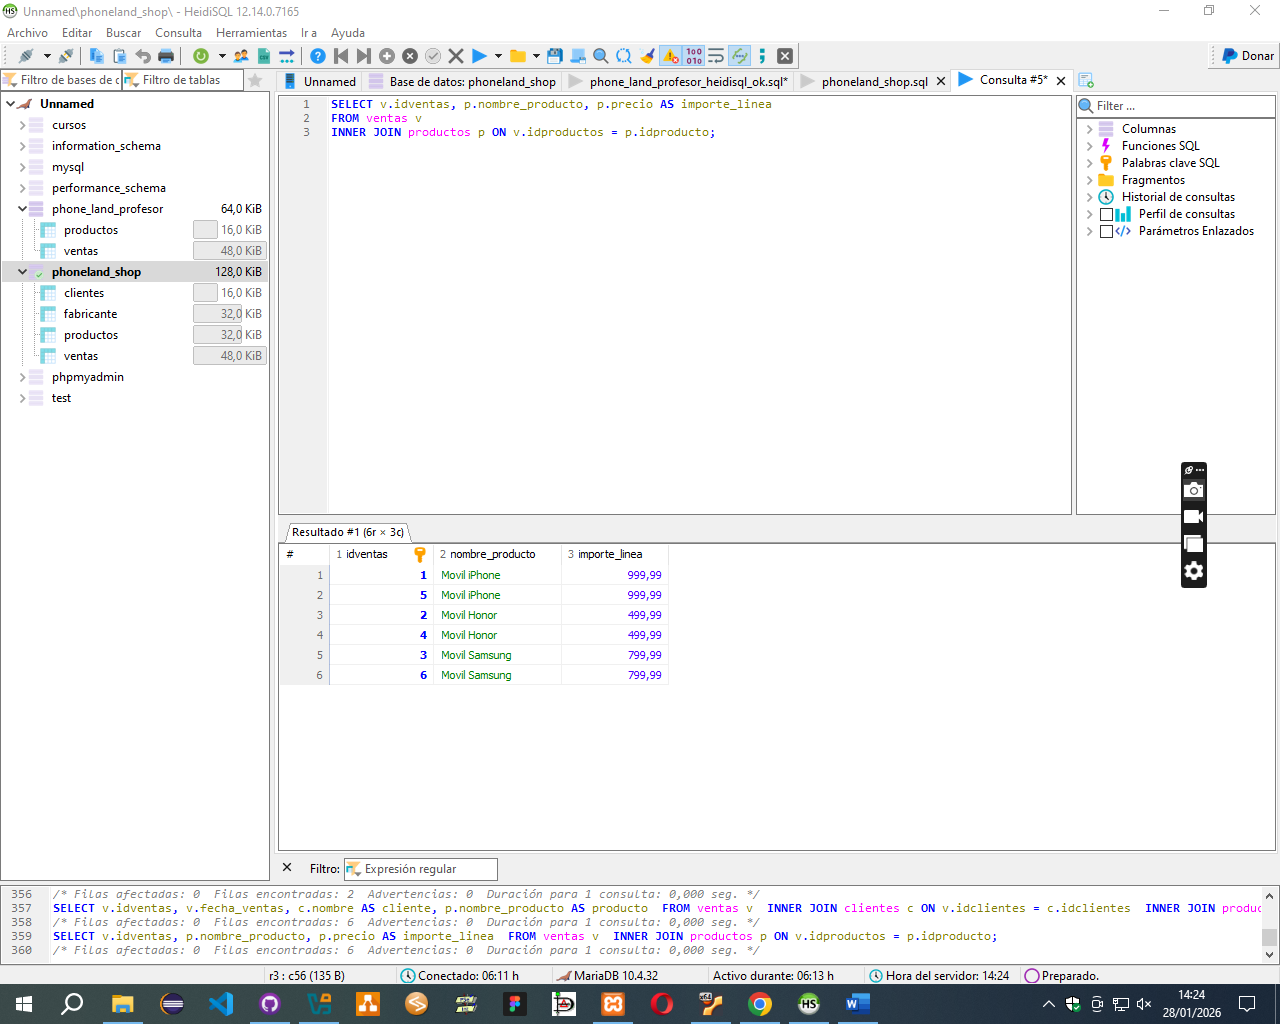 Unnamed\phoneland_shop\ - HeidiSQL 12.14.0.7165
Archivo Editar Buscar Consulta Herramientas Ir a Ayuda
Donar
Filtro de bases de d Filtro de tablas
Unnamed Base de datos: phoneland_shop phone_land_profesor_heidisql_ok.sql* phoneland_shop.sql Consulta #5*
Unnamed
cursos
information_schema
mysql
performance_schema
phone_land_profesor 64,0 KiB
productos 16,0 KiB
ventas 48,0 KiB
phoneland_shop 128,0 KiB
clientes 16,0 KiB
fabricante 32,0 KiB
productos 32,0 KiB
ventas 48,0 KiB
phpmyadmin
test
1 SELECT v.idventas, p.nombre_producto, p.precio AS importe_linea
2 FROM ventas v
3 INNER JOIN productos p ON v.idproductos = p.idproducto;
Filter ...
Columnas
Funciones SQL
Palabras clave SQL
Fragmentos
Historial de consultas
Perfil de consultas
Parámetros Enlazados
Resultado #1 (6r × 3c)
# 1 idventas 2 nombre_producto 3 importe_linea
1 1 Movil iPhone 999,99
2 5 Movil iPhone 999,99
3 2 Movil Honor 499,99
4 4 Movil Honor 499,99
5 3 Movil Samsung 799,99
6 6 Movil Samsung 799,99
Filtro: Expresión regular
356 /* Filas afectadas: 0 Filas encontradas: 2 Advertencias: 0 Duración para 1 consulta: 0,000 seg. */
357 SELECT v.idventas, v.fecha_ventas, c.nombre AS cliente, p.nombre_producto AS producto FROM ventas v INNER JOIN clientes c ON v.idclientes = c.idclientes INNER JOIN produc
358 /* Filas afectadas: 0 Filas encontradas: 6 Advertencias: 0 Duración para 1 consulta: 0,000 seg. */
359 SELECT v.idventas, p.nombre_producto, p.precio AS importe_linea FROM ventas v INNER JOIN productos p ON v.idproductos = p.idproducto;
360 /* Filas afectadas: 0 Filas encontradas: 6 Advertencias: 0 Duración para 1 consulta: 0,000 seg. */
r3 : c56 (135 B) Conectado: 06:11 h MariaDB 10.4.32 Activo durante: 06:13 h Hora del servidor: 14:24 Preparado.
14:24
28/01/2026